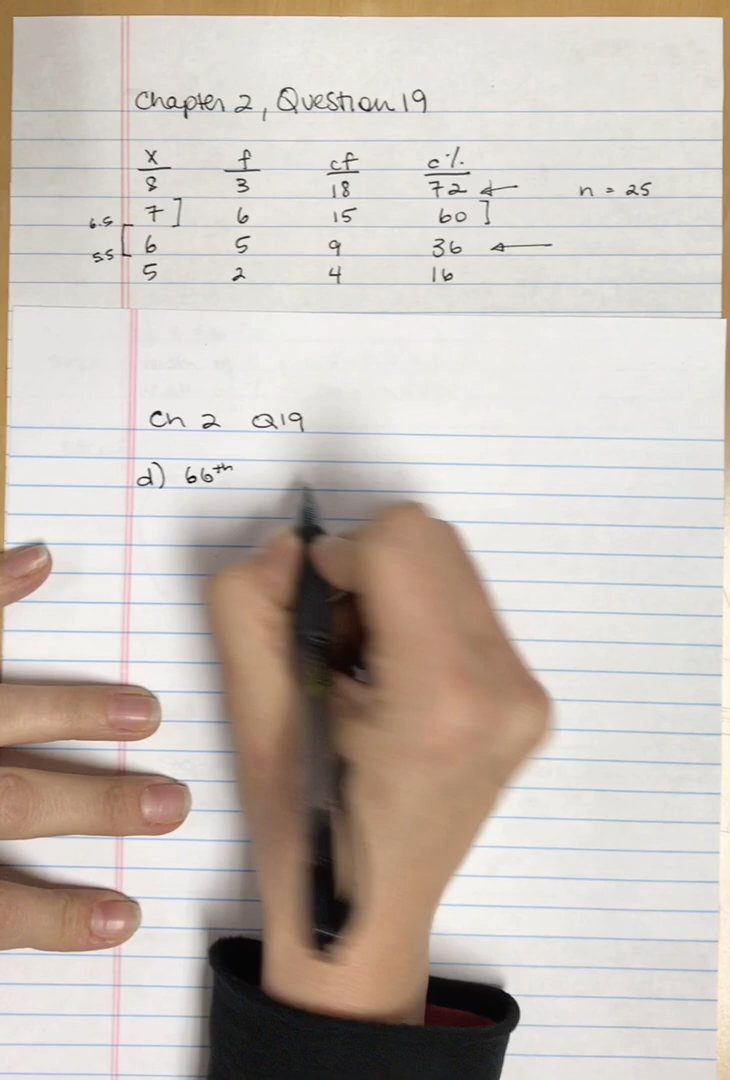 Chapter 2, Question 19
x f cf c%
8 3 18 72 ← n = 25
6.5 7 ] 6 15 60 ]
5.5 [ 6 5 9 36 ←
5 2 4 16
Ch 2 Q19
d) 66th